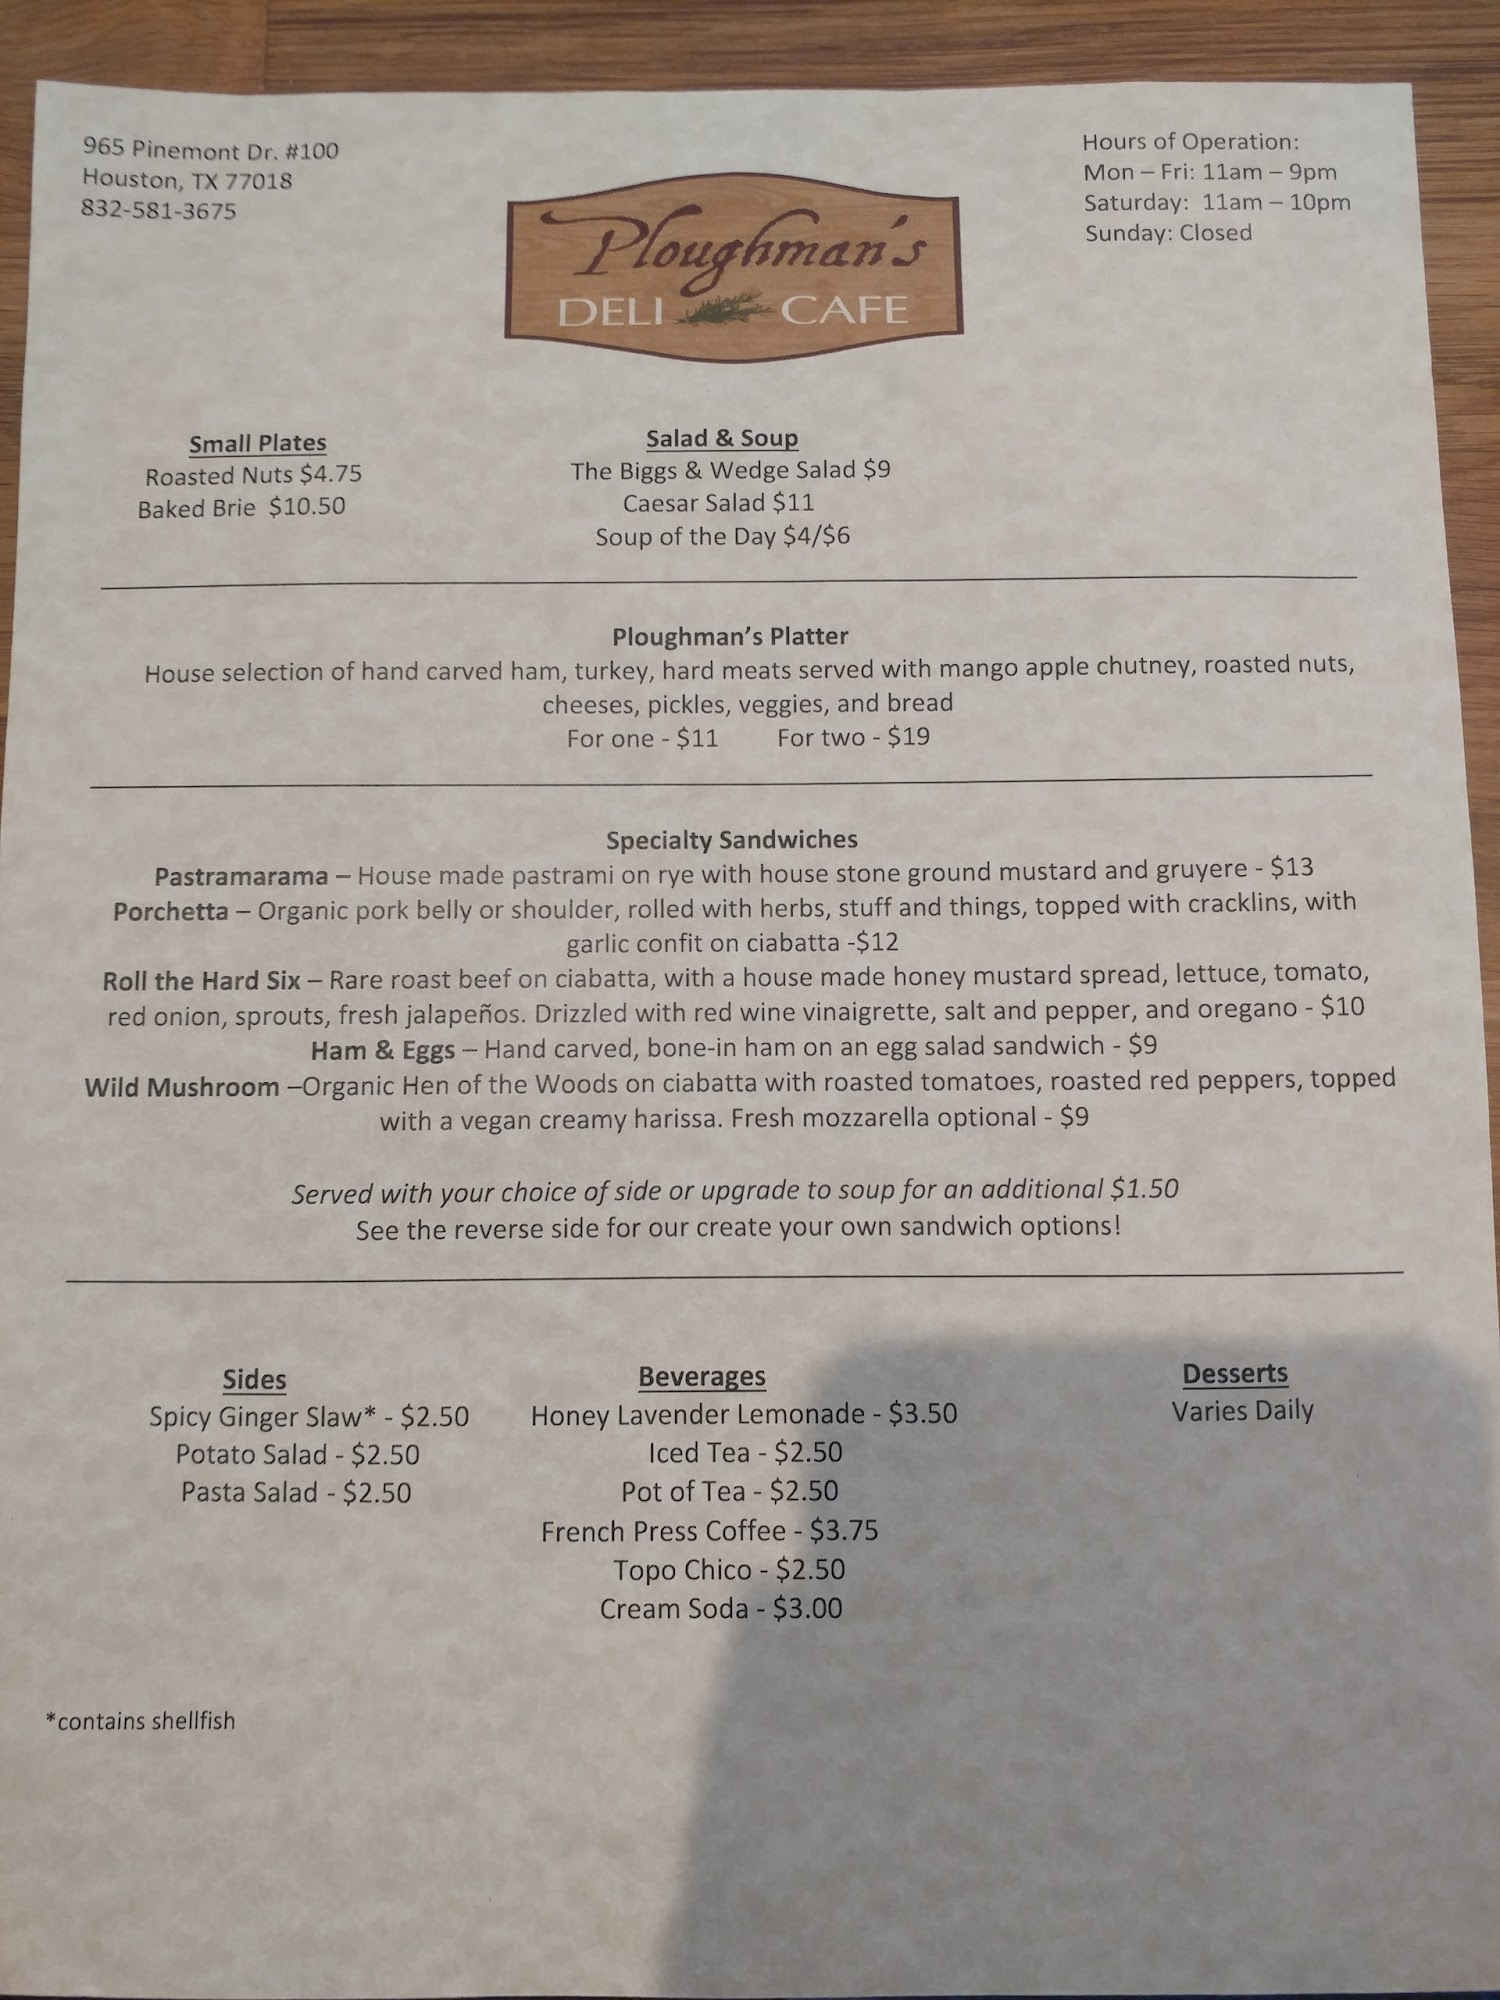 965 Pinemont Dr. #100
Houston, TX 77018
832-581-3675
Hours of Operation:
Mon – Fri: 11am – 9pm
Saturday: 11am – 10pm
Sunday: Closed
Ploughman's
DELI CAFE
Small Plates
Roasted Nuts $4.75
Baked Brie $10.50
Salad & Soup
The Biggs & Wedge Salad $9
Caesar Salad $11
Soup of the Day $4/$6
Ploughman's Platter
House selection of hand carved ham, turkey, hard meats served with mango apple chutney, roasted nuts,
cheeses, pickles, veggies, and bread
For one - $11 For two - $19
Specialty Sandwiches
Pastramarama – House made pastrami on rye with house stone ground mustard and gruyere - $13
Porchetta – Organic pork belly or shoulder, rolled with herbs, stuff and things, topped with cracklins, with
garlic confit on ciabatta -$12
Roll the Hard Six – Rare roast beef on ciabatta, with a house made honey mustard spread, lettuce, tomato,
red onion, sprouts, fresh jalapeños. Drizzled with red wine vinaigrette, salt and pepper, and oregano - $10
Ham & Eggs – Hand carved, bone-in ham on an egg salad sandwich - $9
Wild Mushroom –Organic Hen of the Woods on ciabatta with roasted tomatoes, roasted red peppers, topped
with a vegan creamy harissa. Fresh mozzarella optional - $9
Served with your choice of side or upgrade to soup for an additional $1.50
See the reverse side for our create your own sandwich options!
Sides
Spicy Ginger Slaw* - $2.50
Potato Salad - $2.50
Pasta Salad - $2.50
Beverages
Honey Lavender Lemonade - $3.50
Iced Tea - $2.50
Pot of Tea - $2.50
French Press Coffee - $3.75
Topo Chico - $2.50
Cream Soda - $3.00
Desserts
Varies Daily
*contains shellfish